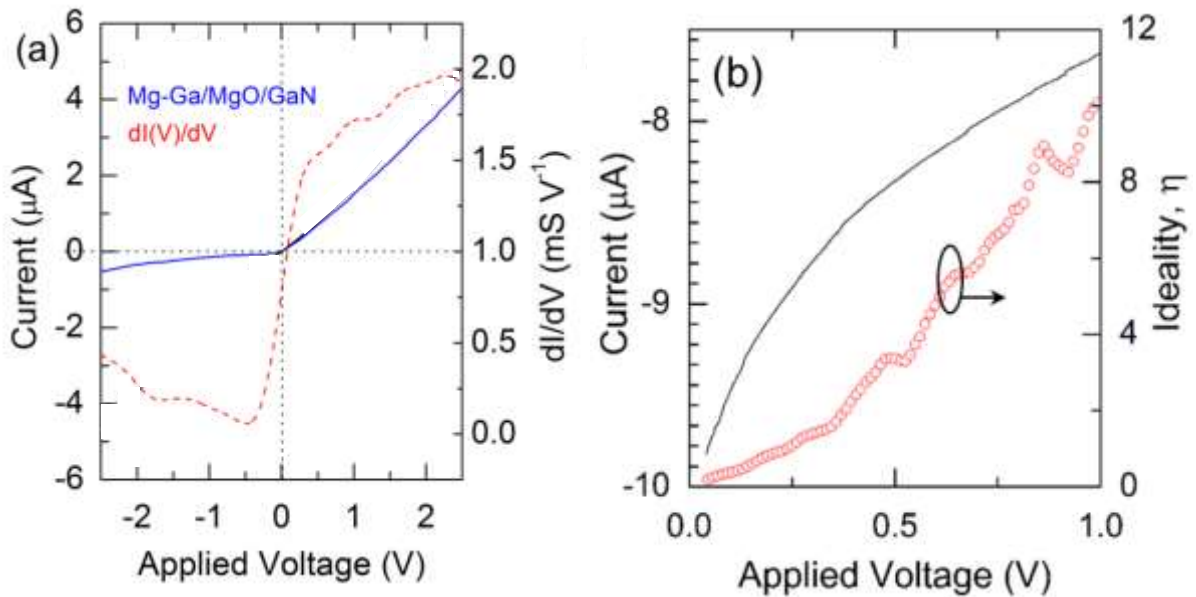 (a)
Mg-Ga/MgO/GaN
dI(V)/dV
6
4
2
0
-2
-4
-6
Current (μA)
2.0
1.5
1.0
0.5
0.0
dI/dV (mS V⁻¹)
-2 -1 0 1 2
Applied Voltage (V)
(b)
-8
-9
-10
Current (μA)
12
8
4
0
Ideality, η
0.0 0.5 1.0
Applied Voltage (V)